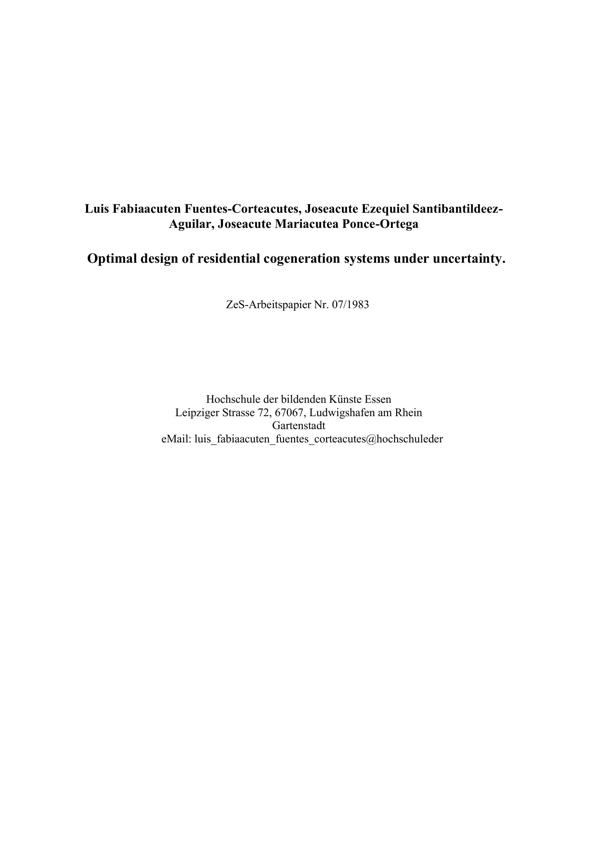 Luis Fabiaacuten Fuentes-Corteacutes, Joseacute Ezequiel Santibantildeez-
Aguilar, Joseacute Mariacutea Ponce-Ortega
Optimal design of residential cogeneration systems under uncertainty.
ZeS-Arbeitspapier Nr. 07/1983
Hochschule der bildenden Künste Essen
Leipziger Strasse 72, 67067, Ludwigshafen am Rhein
Gartenstadt
eMail: luis_fabiaacuten_fuentes_corteacutes@hochschuleder